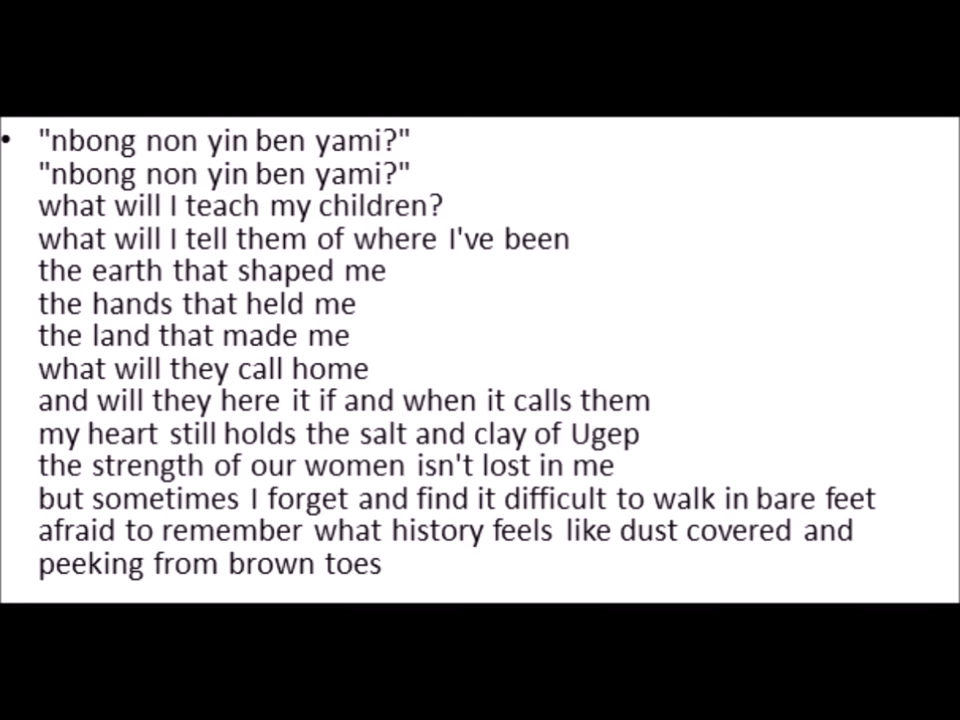 • "nbong non yin ben yami?"
"nbong non yin ben yami?"
what will I teach my children?
what will I tell them of where I've been
the earth that shaped me
the hands that held me
the land that made me
what will they call home
and will they here it if and when it calls them
my heart still holds the salt and clay of Ugep
the strength of our women isn't lost in me
but sometimes I forget and find it difficult to walk in bare feet
afraid to remember what history feels like dust covered and
peeking from brown toes